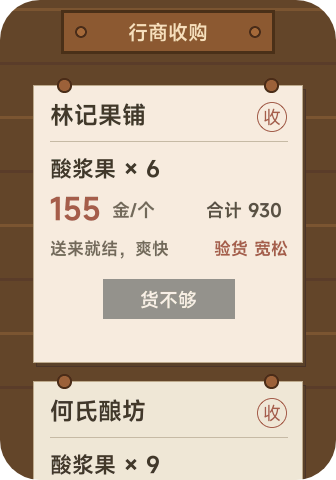 行商收购
林记果铺 收
酸浆果 × 6
155 金/个 合计 930
送来就结，爽快 验货 宽松
货不够
何氏酿坊 收
酸浆果 × 9